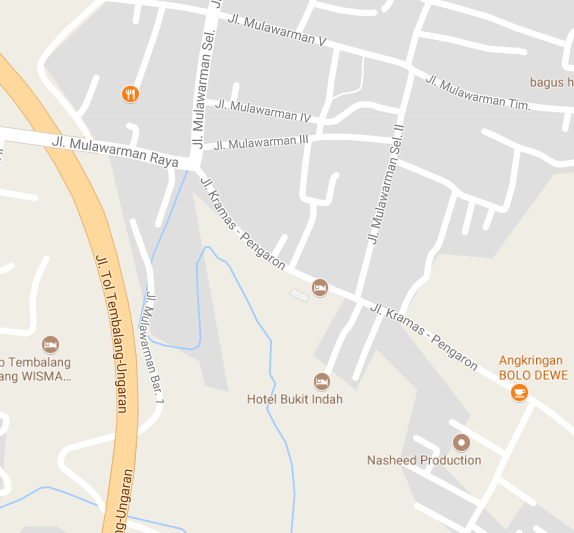 Jl. Mulawarman V
Jl. Mulawarman Sel.
bagus h
Jl. Mulawarman Tim.
Jl. Mulawarman IV
Jl. Mulawarman III
Jl. Mulawarman Raya
Jl. Mulawarman Sel. II
Jl. Kramas - Pengaron
Jl. Tol Tembalang-Ungaran
Jl. Mulawarman Bar. 1
Jl. Kramas - Pengaron
p Tembalang
ang WISMA...
Angkringan
BOLO DEWE
Hotel Bukit Indah
Nasheed Production
ng-Ungaran